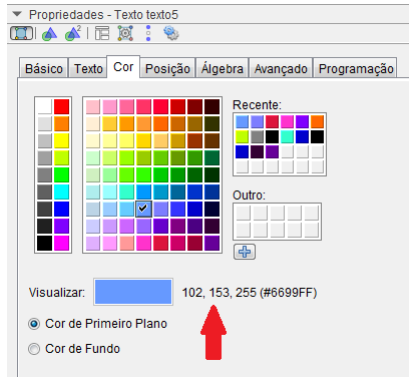 Propriedades - Texto texto5
Básico Texto Cor Posição Álgebra Avançado Programação
Recente:
Outro:
Visualizar: 102, 153, 255 (#6699FF)
Cor de Primeiro Plano
Cor de Fundo